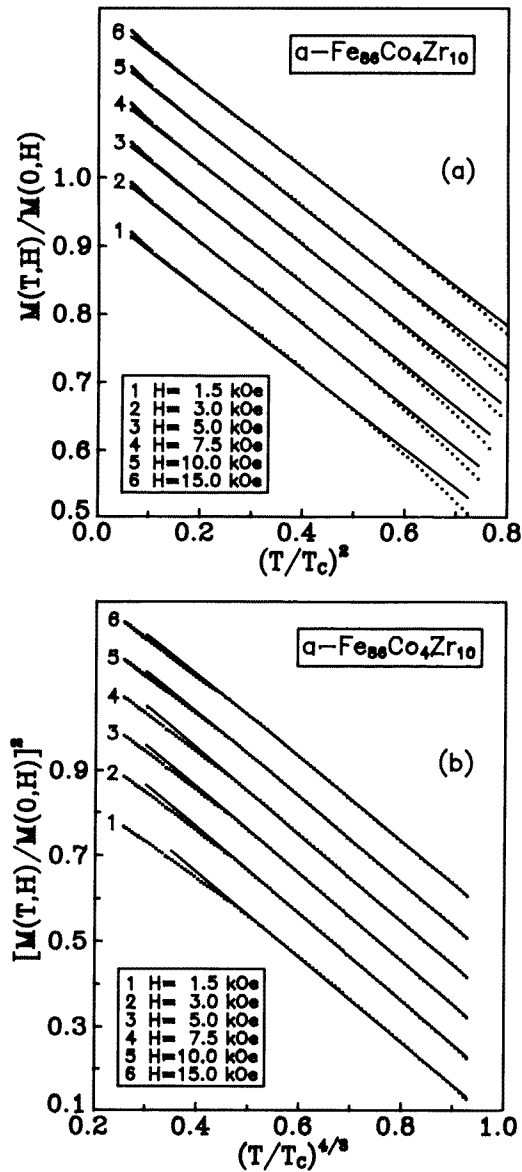 a-Fe₈₆Co₄Zr₁₀
(a)
M(T,H)/M(0,H)
1.0
0.9
0.8
0.7
0.6
0.5
6
5
4
3
2
1
1 H= 1.5 kOe
2 H= 3.0 kOe
3 H= 5.0 kOe
4 H= 7.5 kOe
5 H=10.0 kOe
6 H=15.0 kOe
0.0 0.2 0.4 0.6 0.8
(T/T_C)²
a-Fe₈₆Co₄Zr₁₀
(b)
[M(T,H)/M(0,H)]²
0.9
0.7
0.5
0.3
0.1
6
5
4
3
2
1
1 H= 1.5 kOe
2 H= 3.0 kOe
3 H= 5.0 kOe
4 H= 7.5 kOe
5 H=10.0 kOe
6 H=15.0 kOe
0.2 0.4 0.6 0.8 1.0
(T/T_C)^4/3